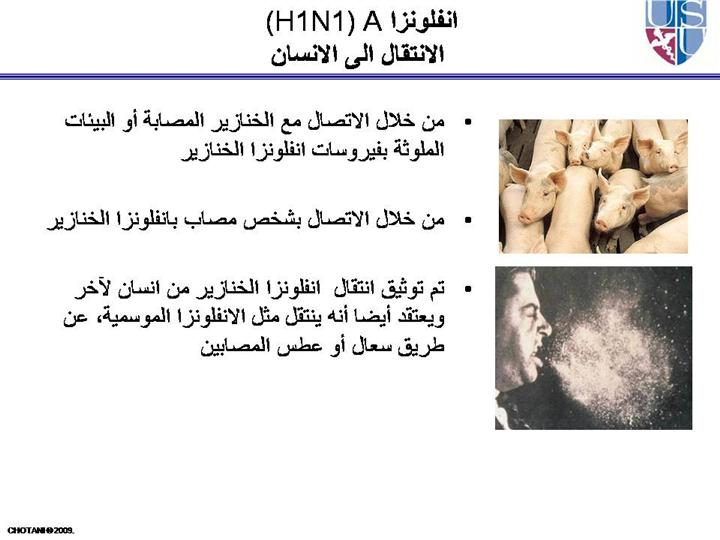 انفلونزا A (H1N1)
الانتقال الى الانسان
USU
• من خلال الاتصال مع الخنازير المصابة أو البيئات
الملوثة بفيروسات انفلونزا الخنازير
• من خلال الاتصال بشخص مصاب بانفلونزا الخنازير
• تم توثيق انتقال انفلونزا الخنازير من انسان لآخر
ويعتقد أيضا أنه ينتقل مثل الانفلونزا الموسمية، عن
طريق سعال أو عطس المصابين
CHOTANI©2009.